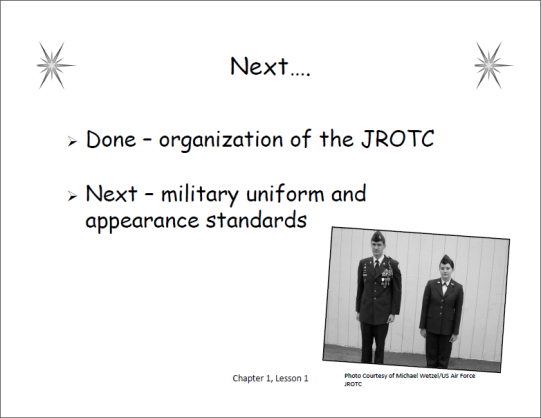 Next….
Done – organization of the JROTC
Next – military uniform and
appearance standards
Chapter 1, Lesson 1
Photo Courtesy of Michael Wetzel/US Air Force
JROTC